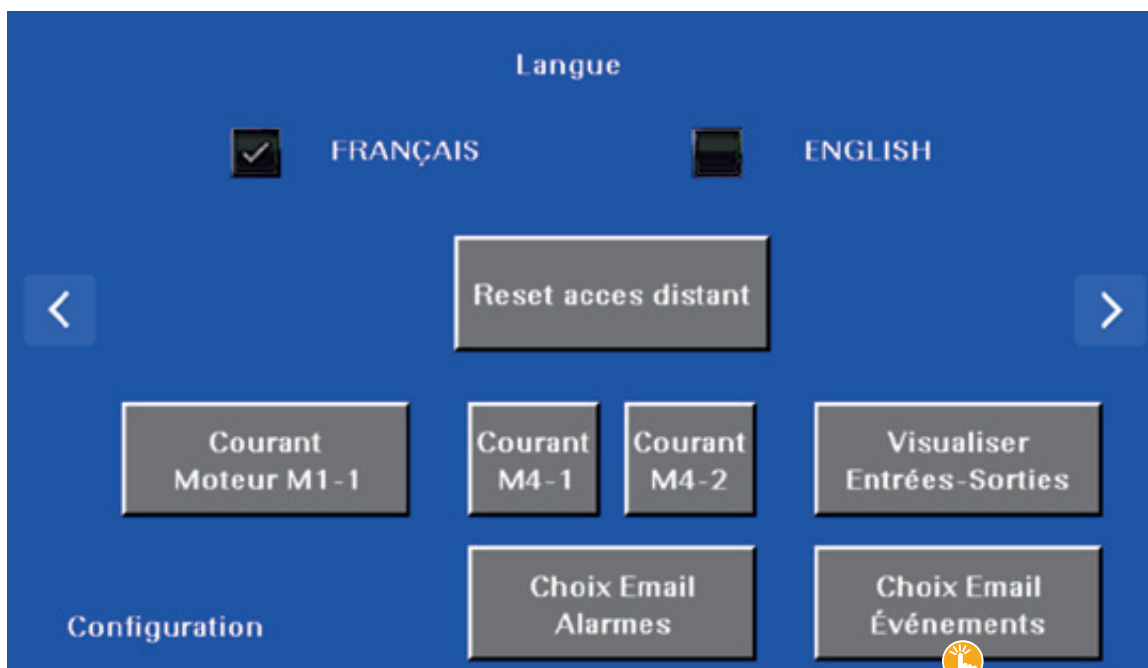 Langue
FRANÇAIS
ENGLISH
Reset acces distant
Courant
Moteur M1-1
Courant
M4-1
Courant
M4-2
Visualiser
Entrées-Sorties
Choix Email
Alarmes
Choix Email
Événements
Configuration